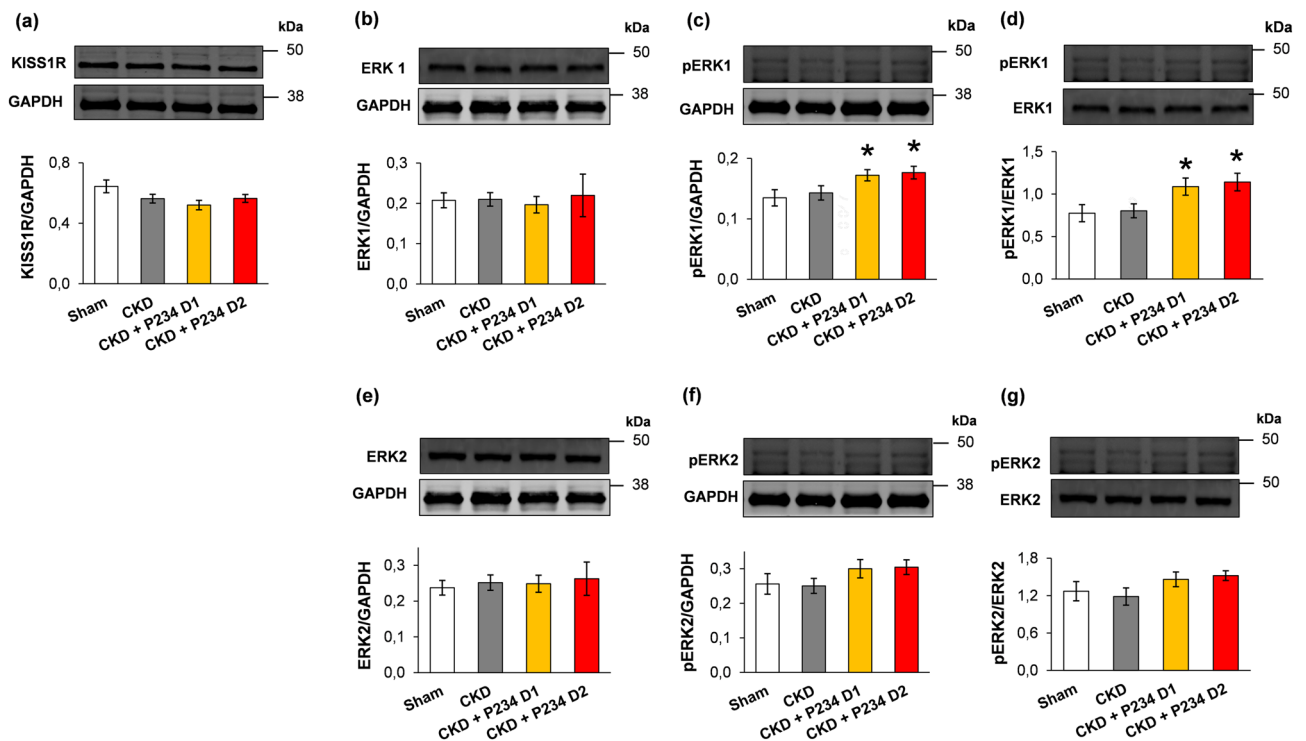 (a)
kDa
KISS1R
50
GAPDH
38
KISS1R/GAPDH
0,8
0,6
0,4
0,2
0,0
Sham
CKD
CKD + P234 D1
CKD + P234 D2
(b)
kDa
ERK 1
50
GAPDH
38
ERK1/GAPDH
0,3
0,2
0,1
0,0
Sham
CKD
CKD + P234 D1
CKD + P234 D2
(c)
kDa
pERK1
50
GAPDH
38
pERK1/GAPDH
0,2
0,1
0,0
* *
Sham
CKD
CKD + P234 D1
CKD + P234 D2
(d)
kDa
pERK1
50
ERK1
50
pERK1/ERK1
1,5
1,0
0,5
0,0
* *
Sham
CKD
CKD + P234 D1
CKD + P234 D2
(e)
kDa
ERK2
50
GAPDH
38
ERK2/GAPDH
0,3
0,2
0,1
0,0
Sham
CKD
CKD + P234 D1
CKD + P234 D2
(f)
kDa
pERK2
50
GAPDH
38
pERK2/GAPDH
0,3
0,2
0,1
0,0
Sham
CKD
CKD + P234 D1
CKD + P234 D2
(g)
kDa
pERK2
50
ERK2
50
pERK2/ERK2
1,8
1,2
0,6
0,0
Sham
CKD
CKD + P234 D1
CKD + P234 D2